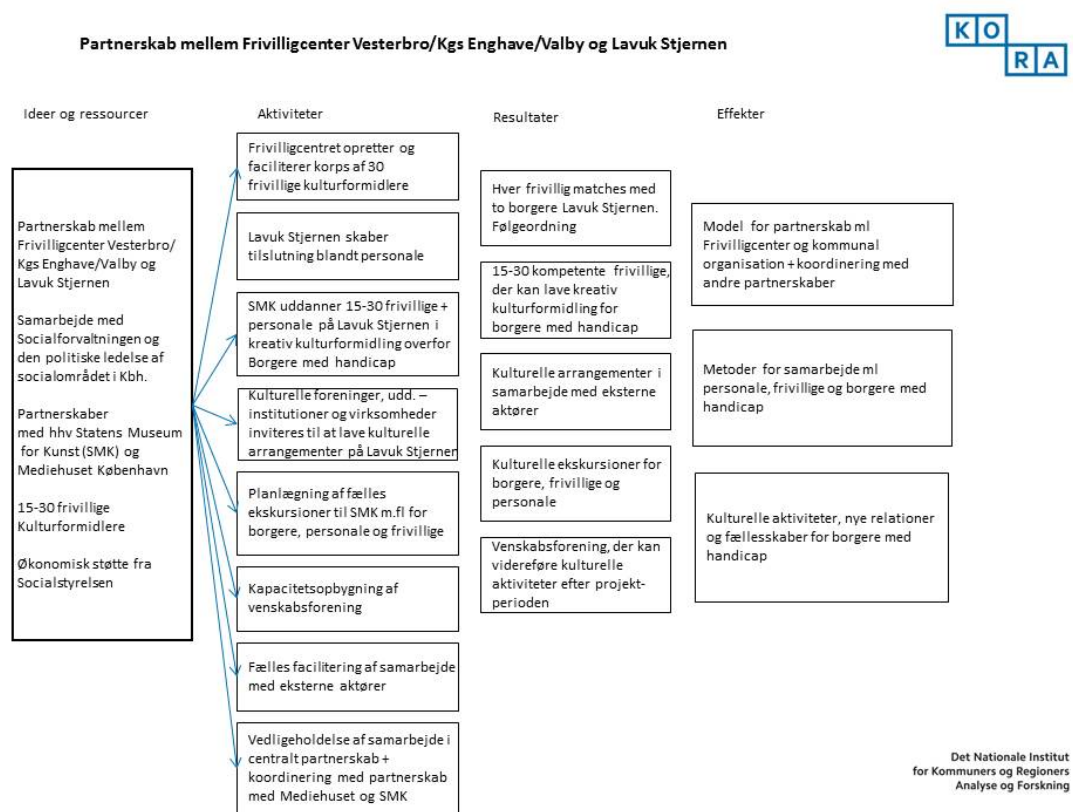 Partnerskab mellem Frivilligcenter Vesterbro/Kgs Enghave/Valby og Lavuk Stjernen
KORA
Ideer og ressourcer
Partnerskab mellem
Frivilligcenter Vesterbro/
Kgs Enghave/Valby og
Lavuk Stjernen
Samarbejde med
Socialforvaltningen og
den politiske ledelse af
socialområdet i Kbh.
Partnerskaber
med hhv Statens Museum
for Kunst (SMK) og
Mediehuset København
15-30 frivillige
Kulturformidlere
Økonomisk støtte fra
Socialstyrelsen
Aktiviteter
Frivilligcentret opretter og
faciliterer korps af 30
frivillige kulturformidlere
Lavuk Stjernen skaber
tilslutning blandt personale
SMK uddanner 15-30 frivillige +
personale på Lavuk Stjernen i
kreativ kulturformidling overfor
Borgere med handicap
Kulturelle foreninger, udd. –
institutioner og virksomheder
inviteres til at lave kulturelle
arrangementer på Lavuk Stjernen
Planlægning af fælles
ekskursioner til SMK m.fl for
borgere, personale og frivillige
Kapacitetsopbygning af
venskabsforening
Fælles facilitering af samarbejde
med eksterne aktører
Vedligeholdelse af samarbejde i
centralt partnerskab +
koordinering med partnerskab
med Mediehuset og SMK
Resultater
Hver frivillig matches med
to borgere Lavuk Stjernen.
Følgeordning
15-30 kompetente frivillige,
der kan lave kreativ
kulturformidling for
borgere med handicap
Kulturelle arrangementer i
samarbejde med eksterne
aktører
Kulturelle ekskursioner for
borgere, frivillige og
personale
Venskabsforening, der kan
videreføre kulturelle
aktiviteter efter projekt-
perioden
Effekter
Model for partnerskab ml
Frivilligcenter og kommunal
organisation + koordinering med
andre partnerskaber
Metoder for samarbejde ml
personale, frivillige og borgere med
handicap
Kulturelle aktiviteter, nye relationer
og fællesskaber for borgere med
handicap
Det Nationale Institut
for Kommuners og Regioners
Analyse og Forskning